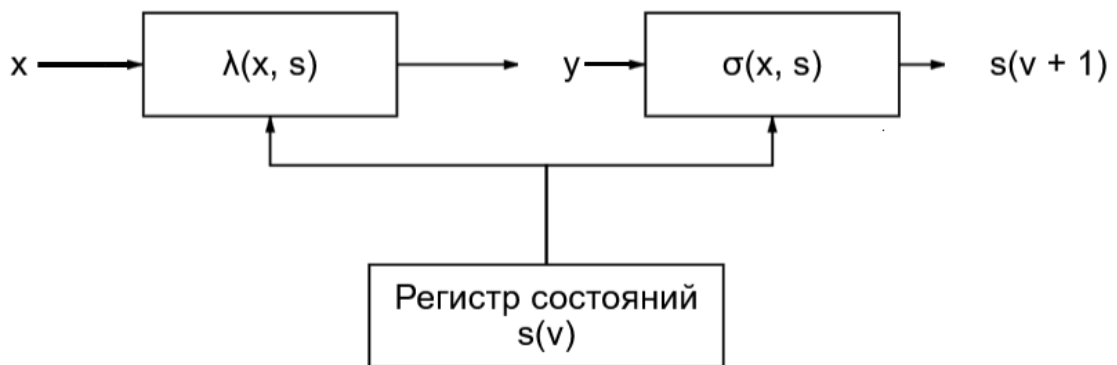 x
λ(x, s)
y
σ(x, s)
s(v + 1)
Регистр состояний
s(v)